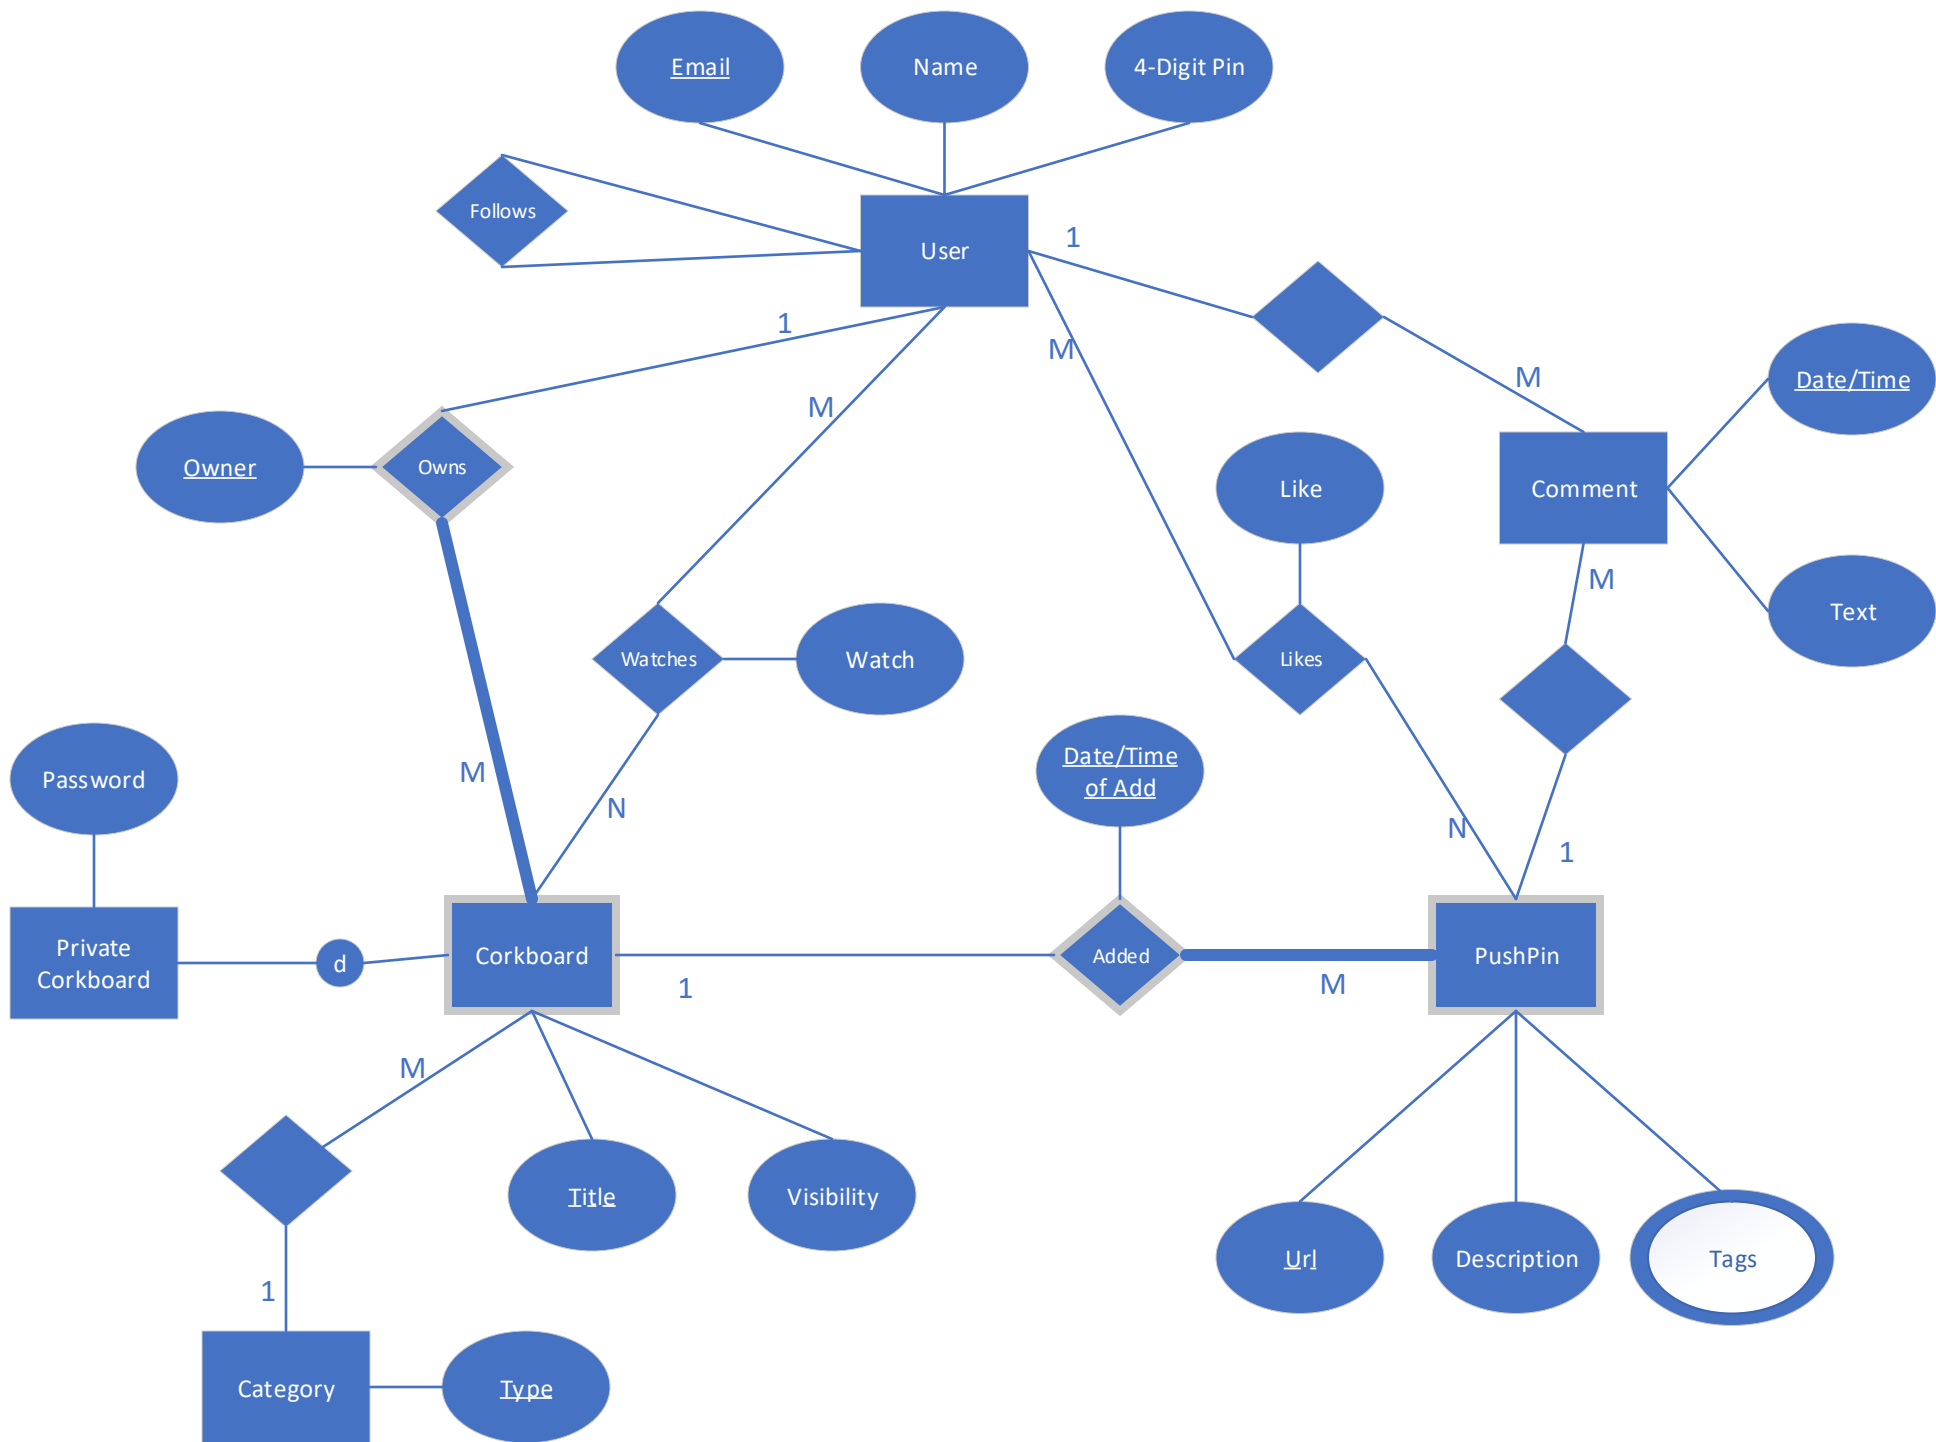 Email
Name
4-Digit Pin
Follows
User
1
1
M
M
M
Date/Time
Owner
Owns
Like
Comment
M
Text
Watches
Watch
Likes
Date/Time
of Add
M
Password
N
N
1
Private
Corkboard
d
Corkboard
Added
PushPin
1
M
M
Title
Visibility
Url
Description
Tags
1
Category
Type